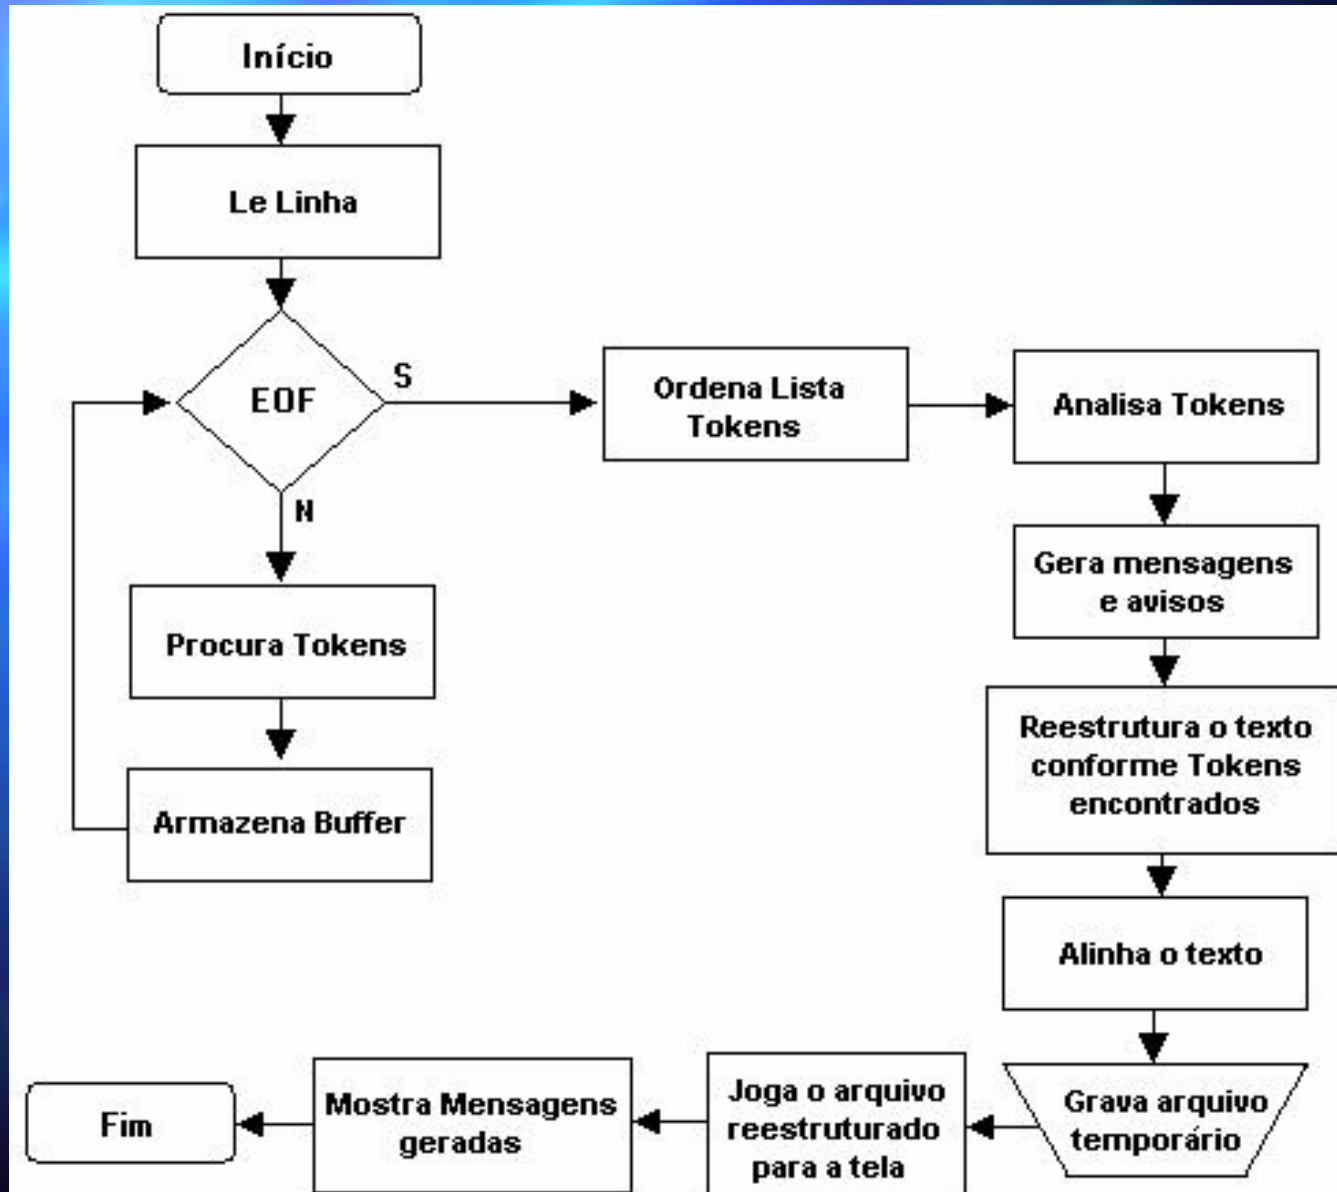 Início
Le Linha
EOF
S
N
Procura Tokens
Armazena Buffer
Ordena Lista
Tokens
Analisa Tokens
Gera mensagens
e avisos
Reestrutura o texto
conforme Tokens
encontrados
Alinha o texto
Grava arquivo
temporário
Joga o arquivo
reestruturado
para a tela
Mostra Mensagens
geradas
Fim